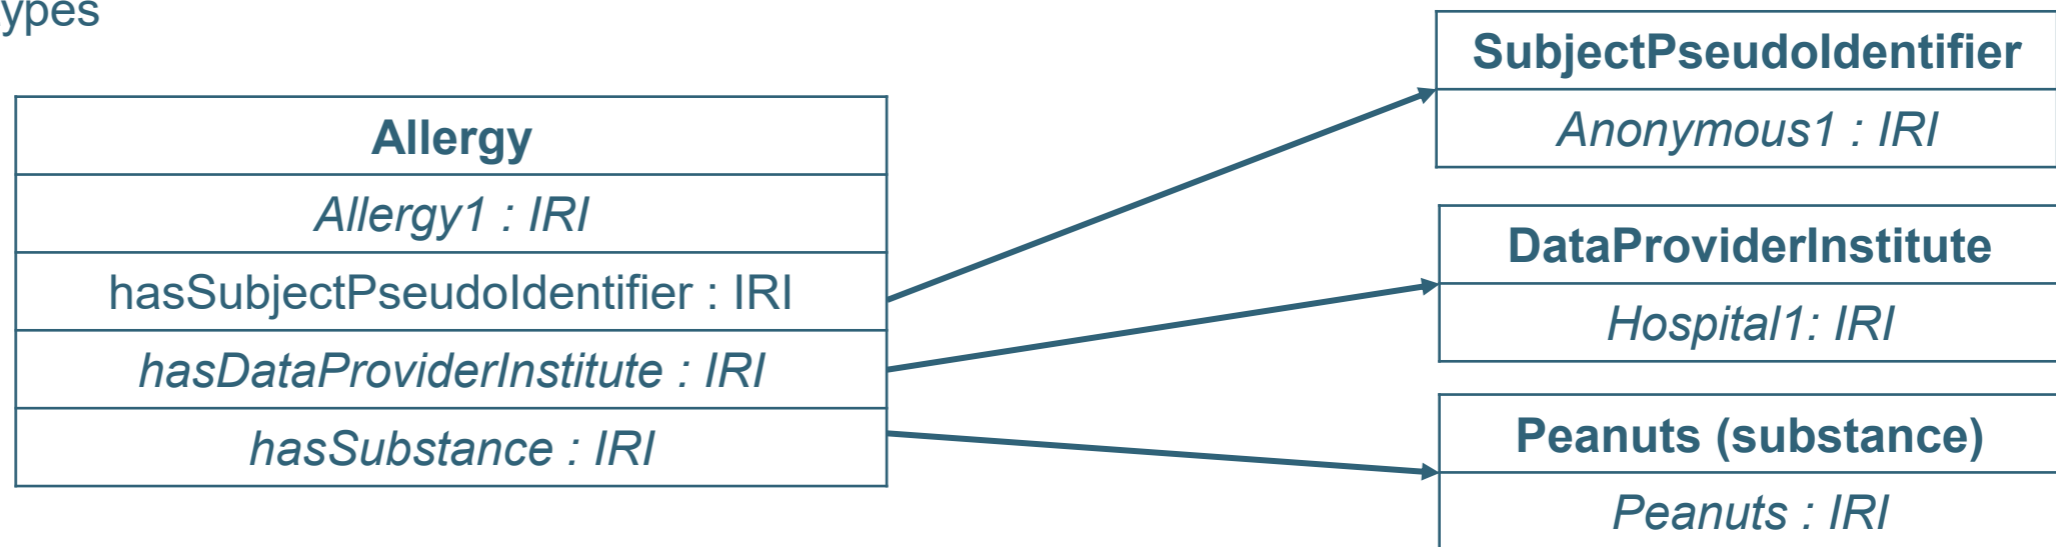 ypes
Allergy
Allergy1 : IRI
hasSubjectPseudoIdentifier : IRI
hasDataProviderInstitute : IRI
hasSubstance : IRI
SubjectPseudoIdentifier
Anonymous1 : IRI
DataProviderInstitute
Hospital1: IRI
Peanuts (substance)
Peanuts : IRI